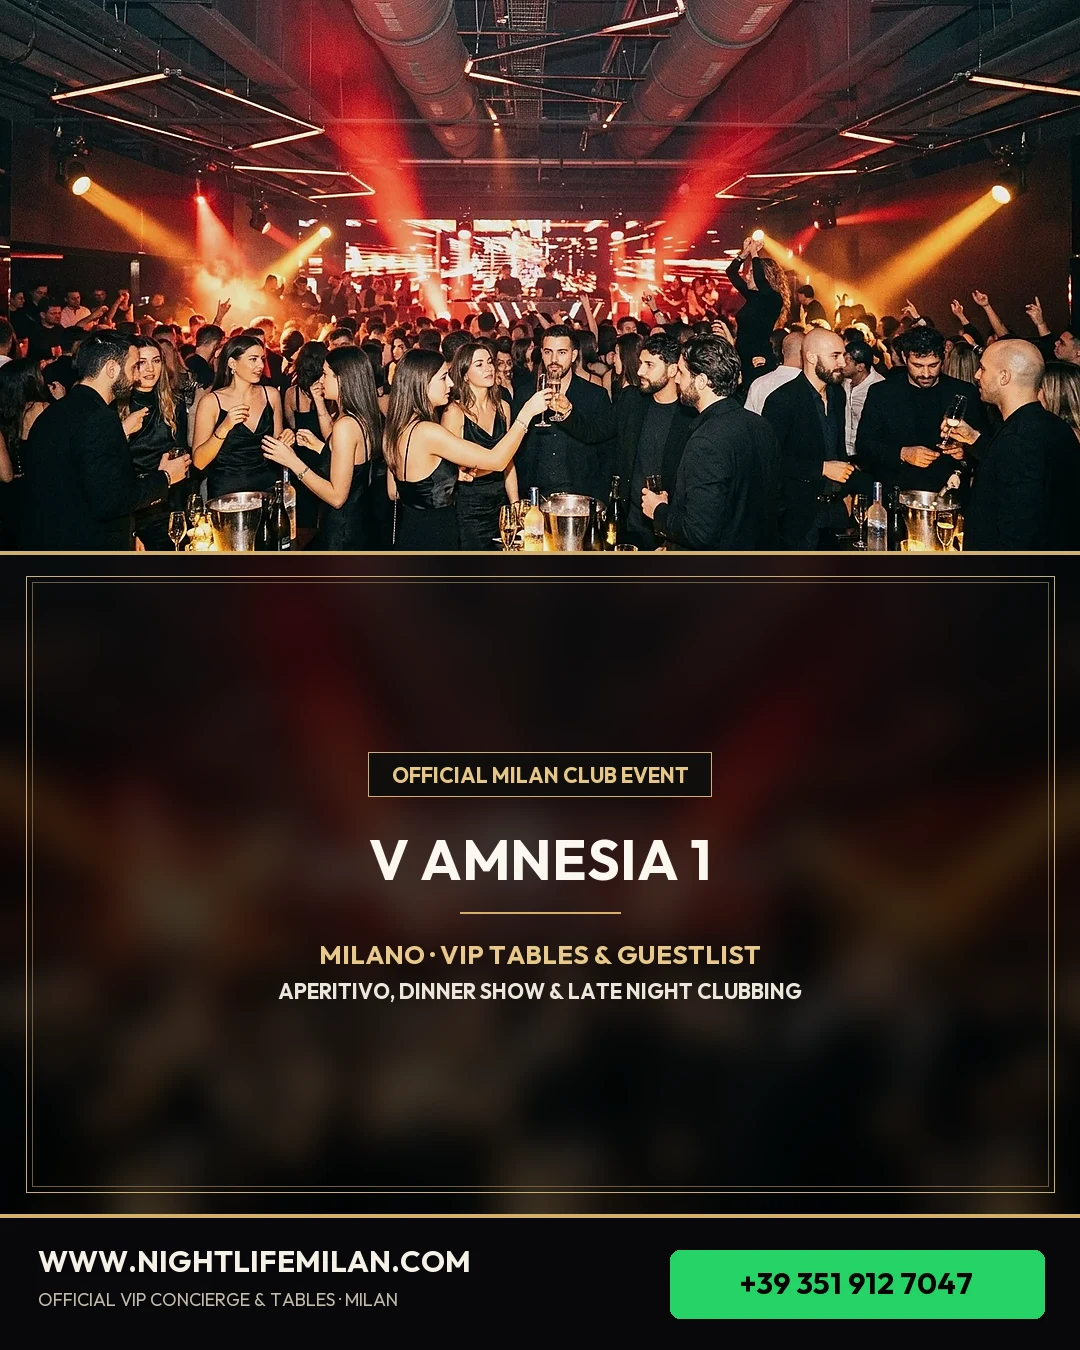 OFFICIAL MILAN CLUB EVENT
V AMNESIA 1
MILANO · VIP TABLES & GUESTLIST
APERITIVO, DINNER SHOW & LATE NIGHT CLUBBING
WWW.NIGHTLIFEMILAN.COM
OFFICIAL VIP CONCIERGE & TABLES · MILAN
+39 351 912 7047